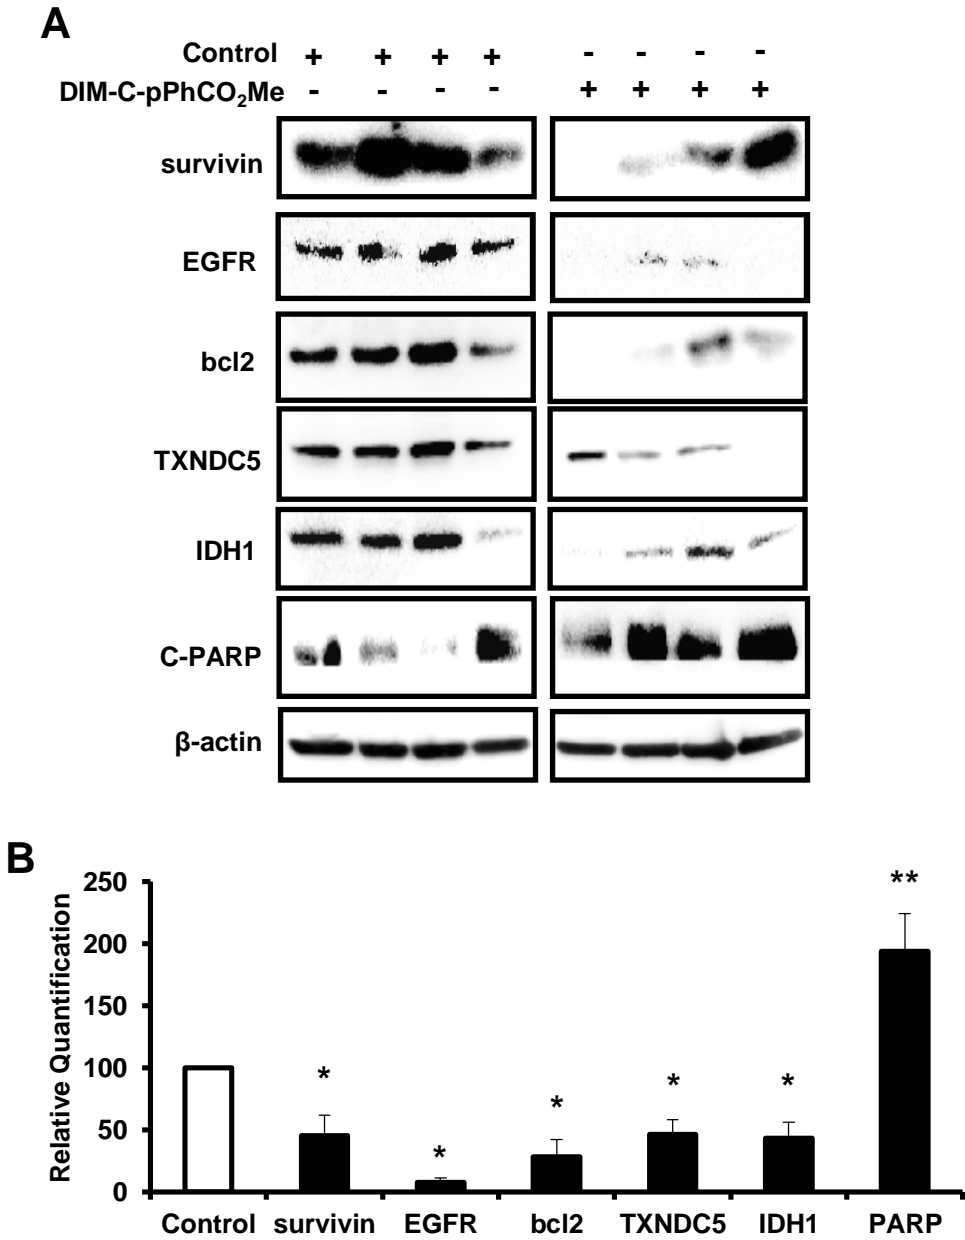 A
Control + + + + - - - -
DIM-C-pPhCO₂Me - - - - + + + +
survivin
EGFR
bcl2
TXNDC5
IDH1
C-PARP
β-actin
B
Relative Quantification
250
200
150
100
50
0
* * * * * **
Control survivin EGFR bcl2 TXNDC5 IDH1 PARP